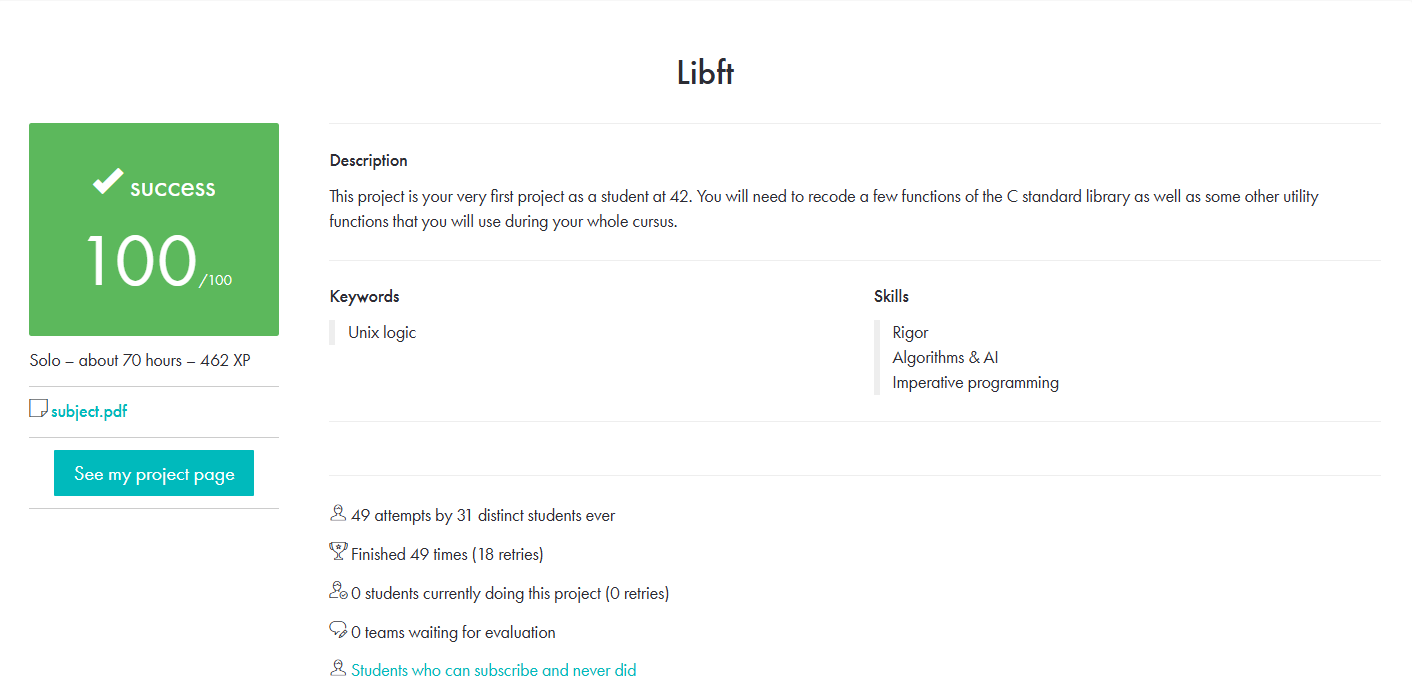 Libft
success
100/100
Solo – about 70 hours – 462 XP
subject.pdf
See my project page
Description
This project is your very first project as a student at 42. You will need to recode a few functions of the C standard library as well as some other utility
functions that you will use during your whole cursus.
Keywords
Unix logic
Skills
Rigor
Algorithms & AI
Imperative programming
49 attempts by 31 distinct students ever
Finished 49 times (18 retries)
0 students currently doing this project (0 retries)
0 teams waiting for evaluation
Students who can subscribe and never did